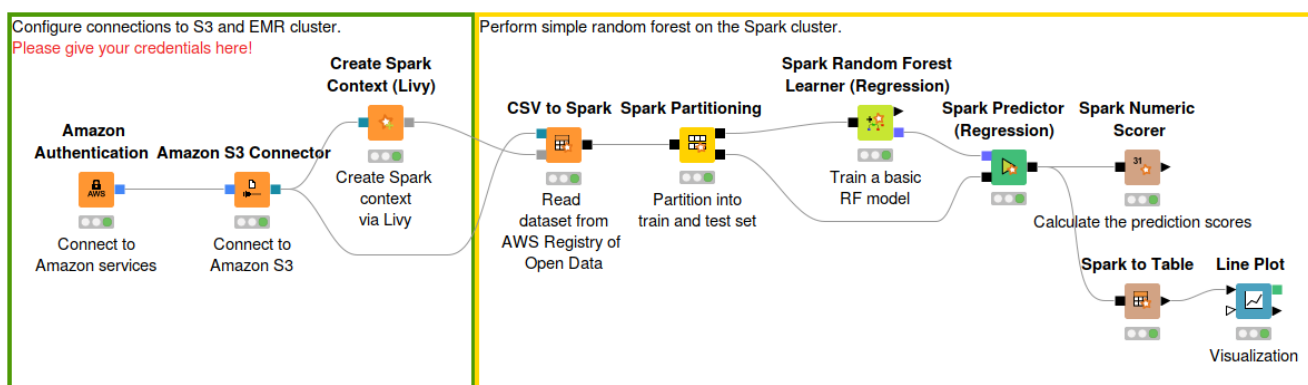 Configure connections to S3 and EMR cluster.
Please give your credentials here!
Perform simple random forest on the Spark cluster.
Create Spark
Context (Livy)
Create Spark
context
via Livy
Amazon
Authentication
AWS
Connect to
Amazon services
Amazon S3 Connector
Connect to
Amazon S3
CSV to Spark
Read
dataset from
AWS Registry of
Open Data
Spark Partitioning
Partition into
train and test set
Spark Random Forest
Learner (Regression)
Train a basic
RF model
Spark Predictor
(Regression)
Spark Numeric
Scorer
31
Calculate the prediction scores
Spark to Table
Line Plot
Visualization